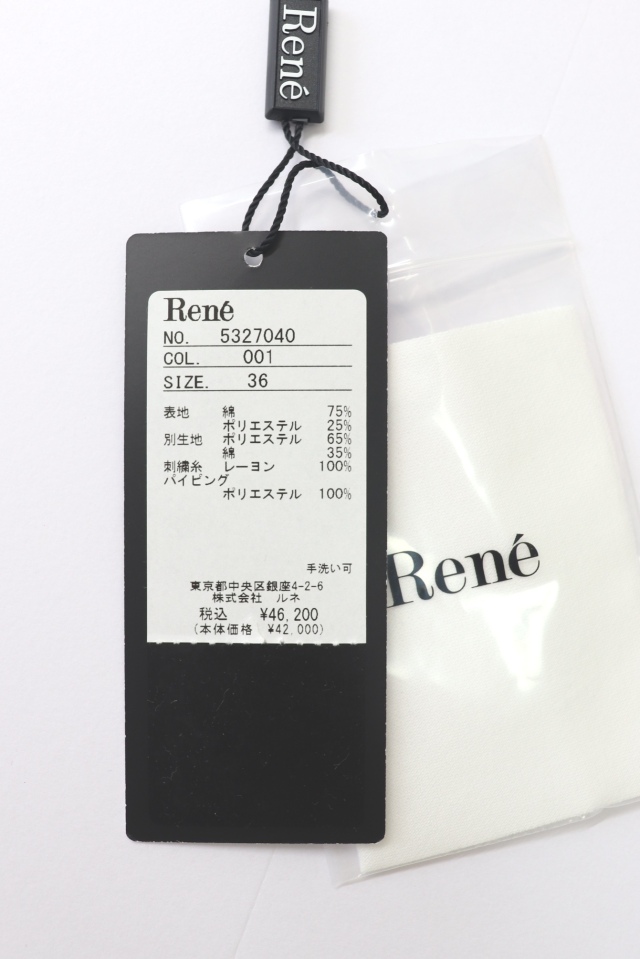 René
René
NO. 5327040
COL. 001
SIZE. 36
表地 綿 75%
ポリエステル 25%
別生地 ポリエステル 65%
綿 35%
刺繍糸 レーヨン 100%
パイピング
ポリエステル 100%
手洗い可
東京都中央区銀座4-2-6
株式会社 ルネ
税込 ¥46,200
(本体価格 ¥42,000)
René